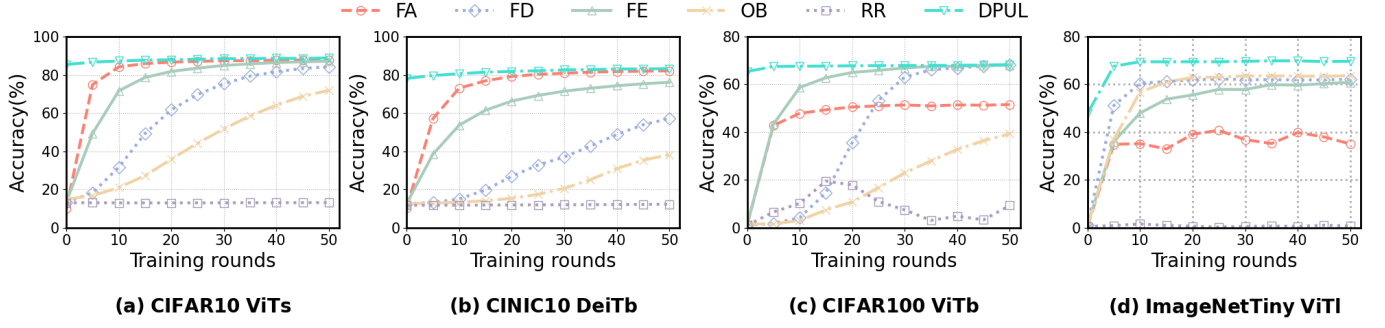 FA FD FE OB RR DPUL
100 80 60 40 20 0
Accuracy(%)
0 10 20 30 40 50
Training rounds
(a) CIFAR10 ViTs
100 80 60 40 20 0
Accuracy(%)
0 10 20 30 40 50
Training rounds
(b) CINIC10 DeiTb
80 60 40 20 0
Accuracy(%)
0 10 20 30 40 50
Training rounds
(c) CIFAR100 ViTb
80 60 40 20 0
Accuracy(%)
0 10 20 30 40 50
Training rounds
(d) ImageNetTiny ViTl